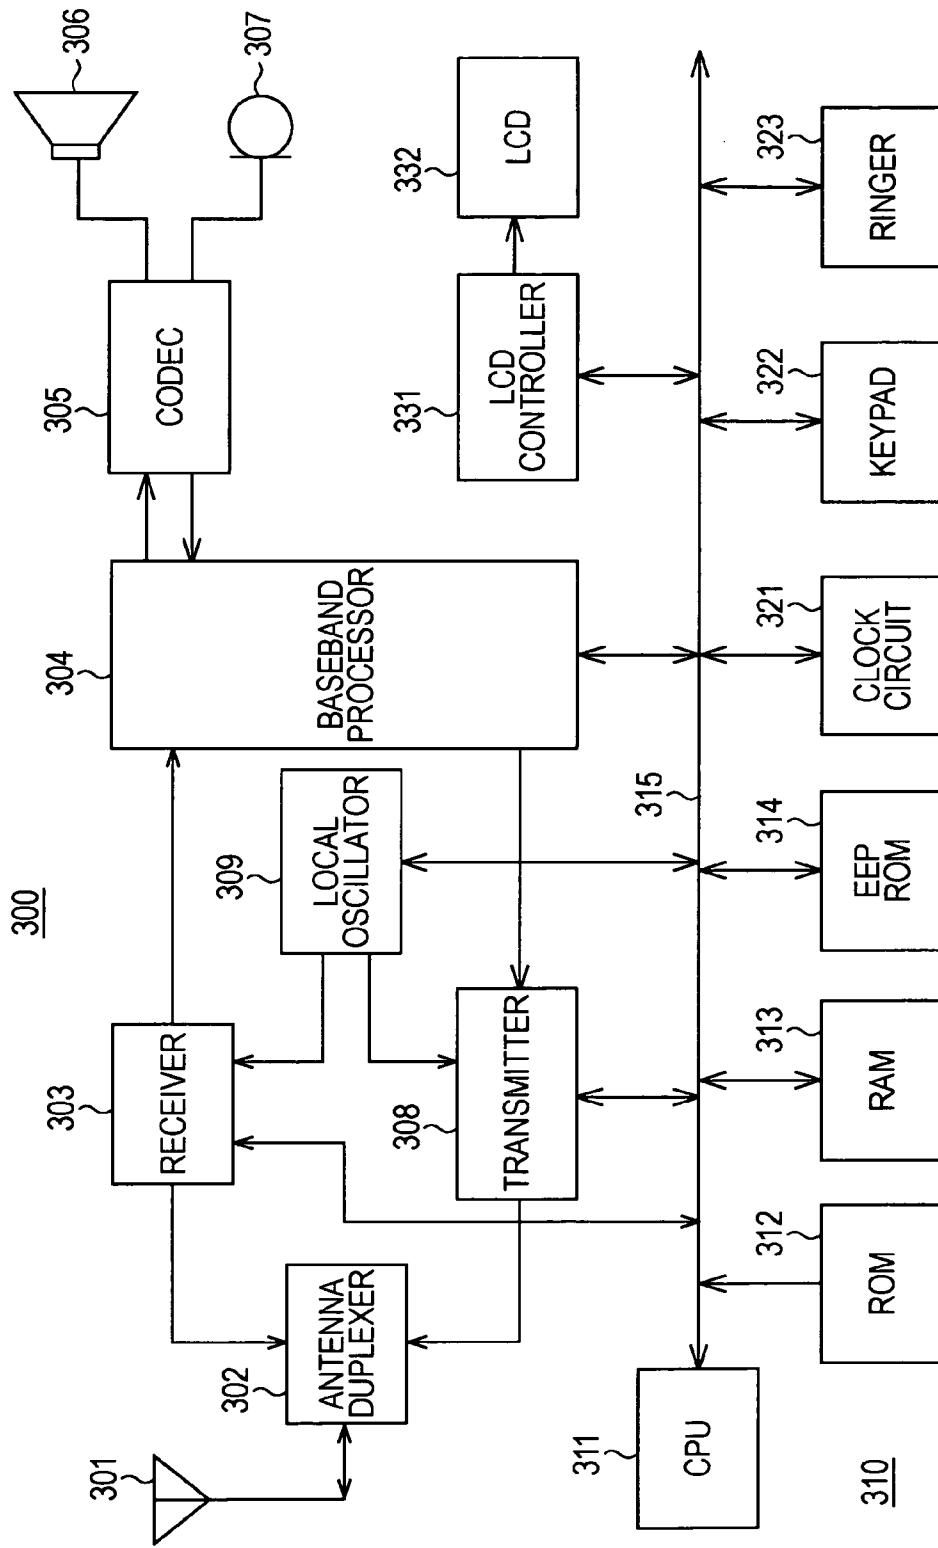 300
301
302
ANTENNA
DUPLEXER
303
RECEIVER
304
BASEBAND
PROCESSOR
305
CODEC
306
307
308
TRANSMITTER
309
LOCAL
OSCILLATOR
331
LCD
CONTROLLER
332
LCD
315
311
CPU
310
312
ROM
313
RAM
314
EEP
ROM
321
CLOCK
CIRCUIT
322
KEYPAD
323
RINGER